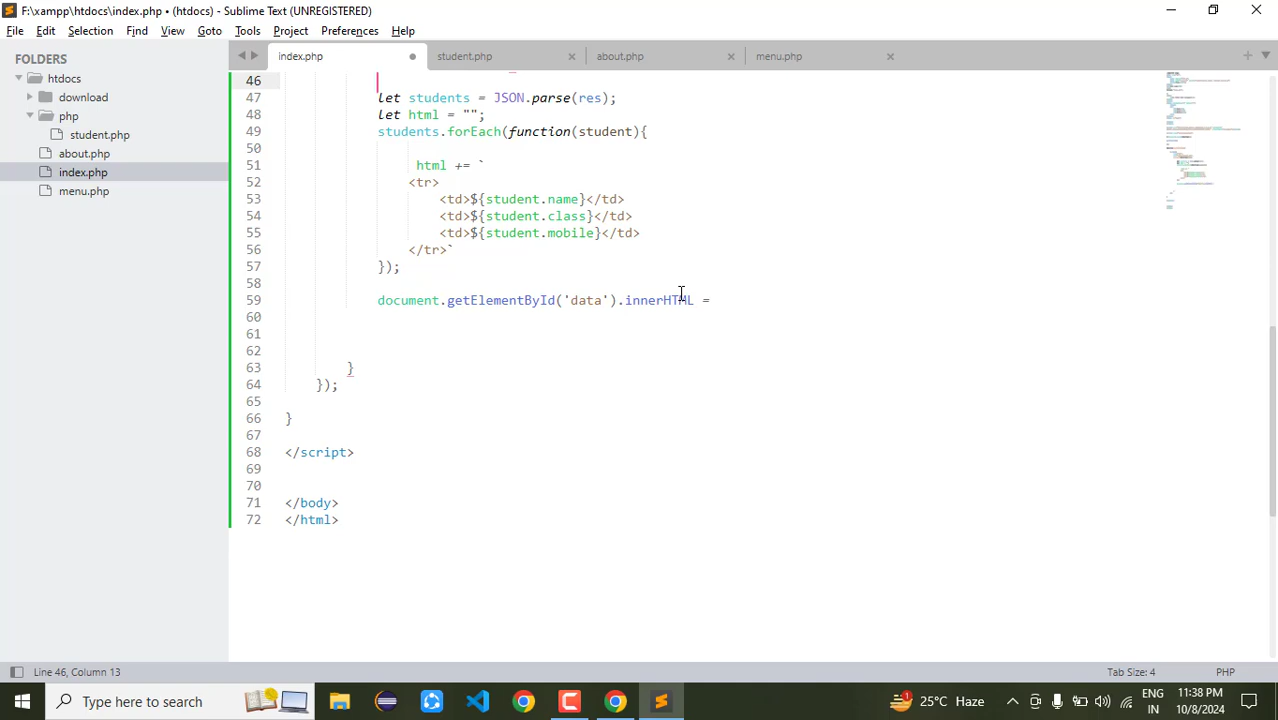 F:\xampp\htdocs\index.php • (htdocs) - Sublime Text (UNREGISTERED)
File Edit Selection Find View Goto Tools Project Preferences Help
FOLDERS
htdocs
download
php
student.php
about.php
index.php
menu.php
index.php student.php about.php menu.php
46
47 let students = JSON.parse(res);
48 let html = "";
49 students.forEach(function(student){
50
51 html += `
52 <tr>
53 <td>${student.name}</td>
54 <td>${student.class}</td>
55 <td>${student.mobile}</td>
56 </tr>`
57 });
58
59 document.getElementById('data').innerHTML =
60
61
62
63 }
64 });
65
66 }
67
68 </script>
69
70
71 </body>
72 </html>
Line 46, Column 13
Tab Size: 4 PHP
Type here to search
25°C Haze
ENG
IN
11:38 PM
10/8/2024